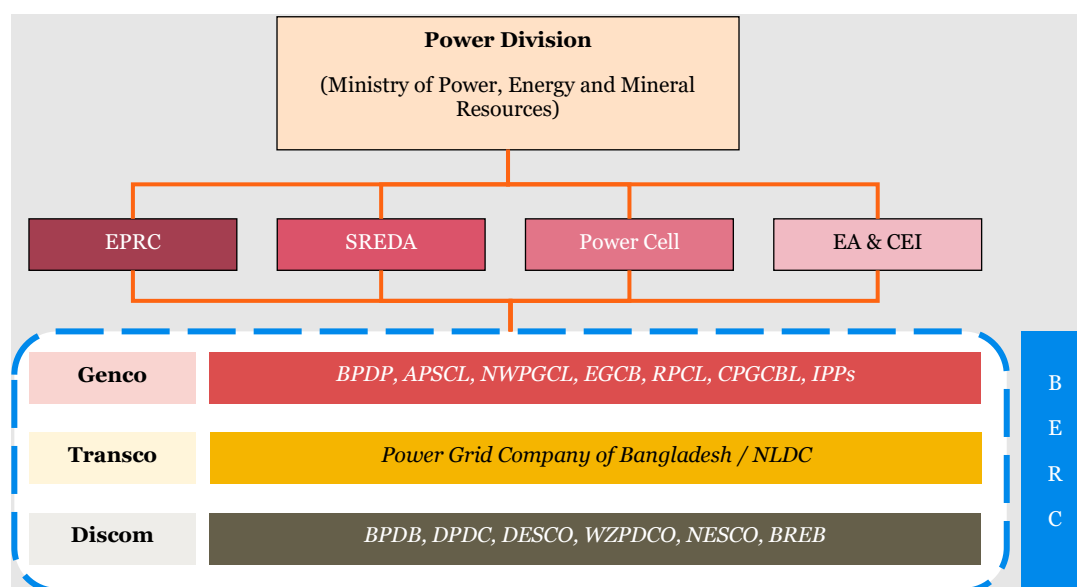 Power Division
(Ministry of Power, Energy and Mineral
Resources)
EPRC
SREDA
Power Cell
EA & CEI
Genco
BPDP, APSCL, NWPGCL, EGCB, RPCL, CPGCBL, IPPs
Transco
Power Grid Company of Bangladesh / NLDC
Discom
BPDB, DPDC, DESCO, WZPDCO, NESCO, BREB
B
E
R
C